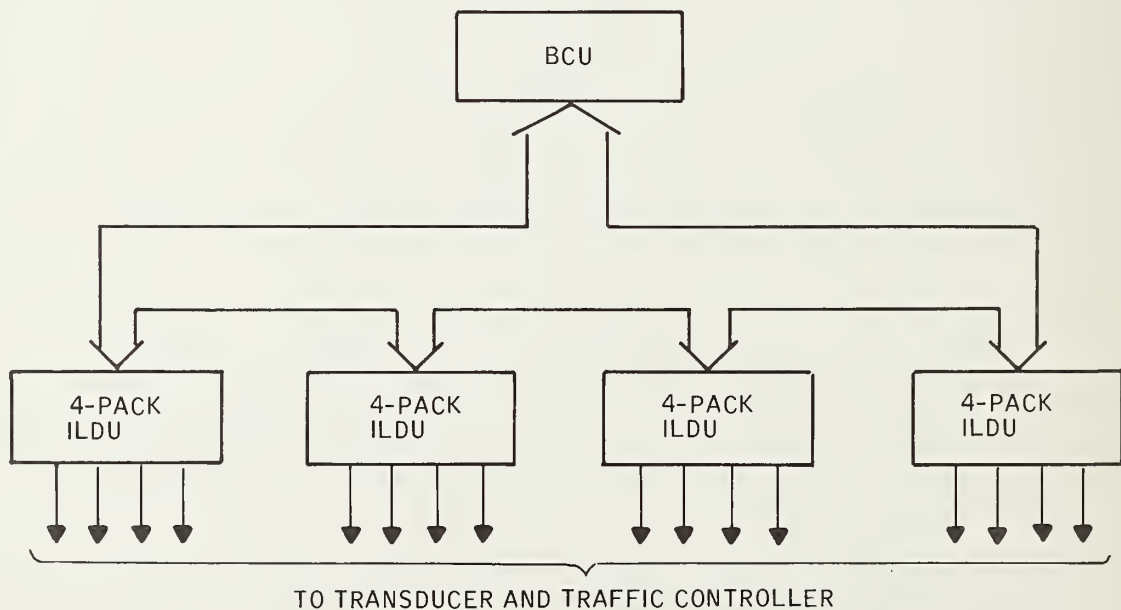 BCU
4-PACK
ILDU
4-PACK
ILDU
4-PACK
ILDU
4-PACK
ILDU
TO TRANSDUCER AND TRAFFIC CONTROLLER